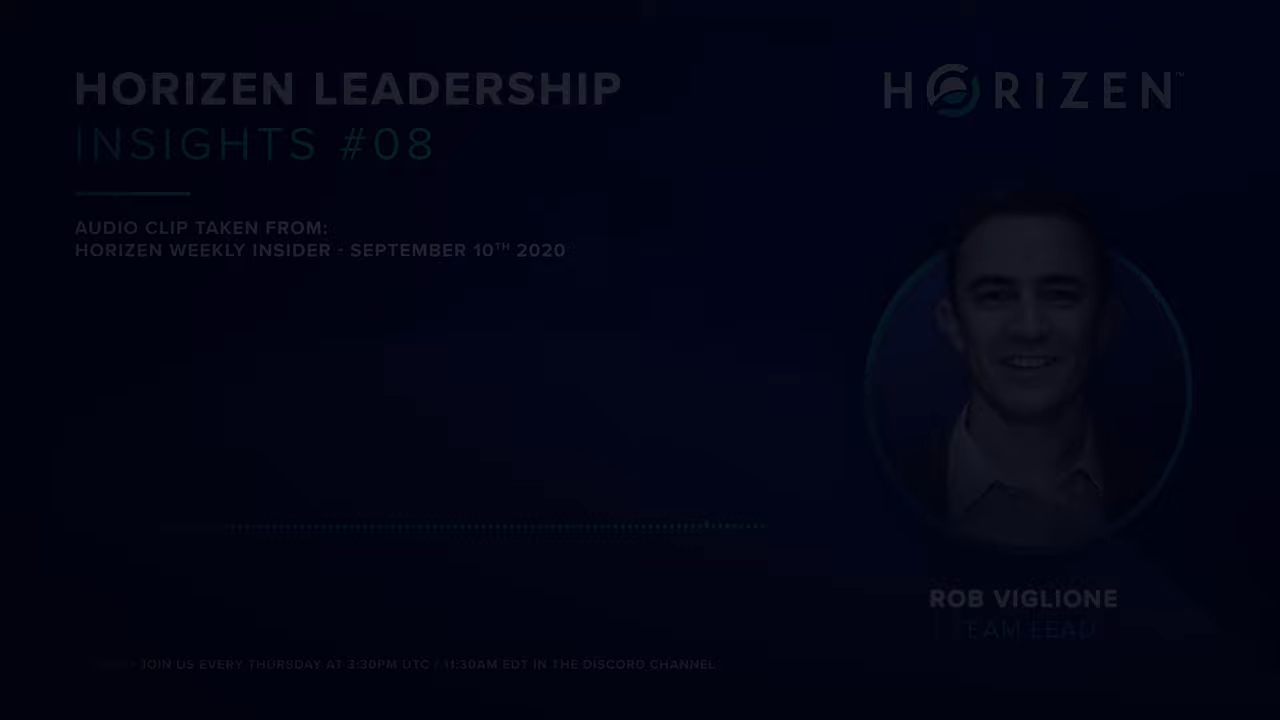 HORIZEN LEADERSHIP
INSIGHTS #08
HORIZEN™
AUDIO CLIP TAKEN FROM:
HORIZEN WEEKLY INSIDER - SEPTEMBER 10TH 2020
ROB VIGLIONE
TEAM LEAD
JOIN US EVERY THURSDAY AT 3:30PM UTC / 11:30AM EDT IN THE DISCORD CHANNEL